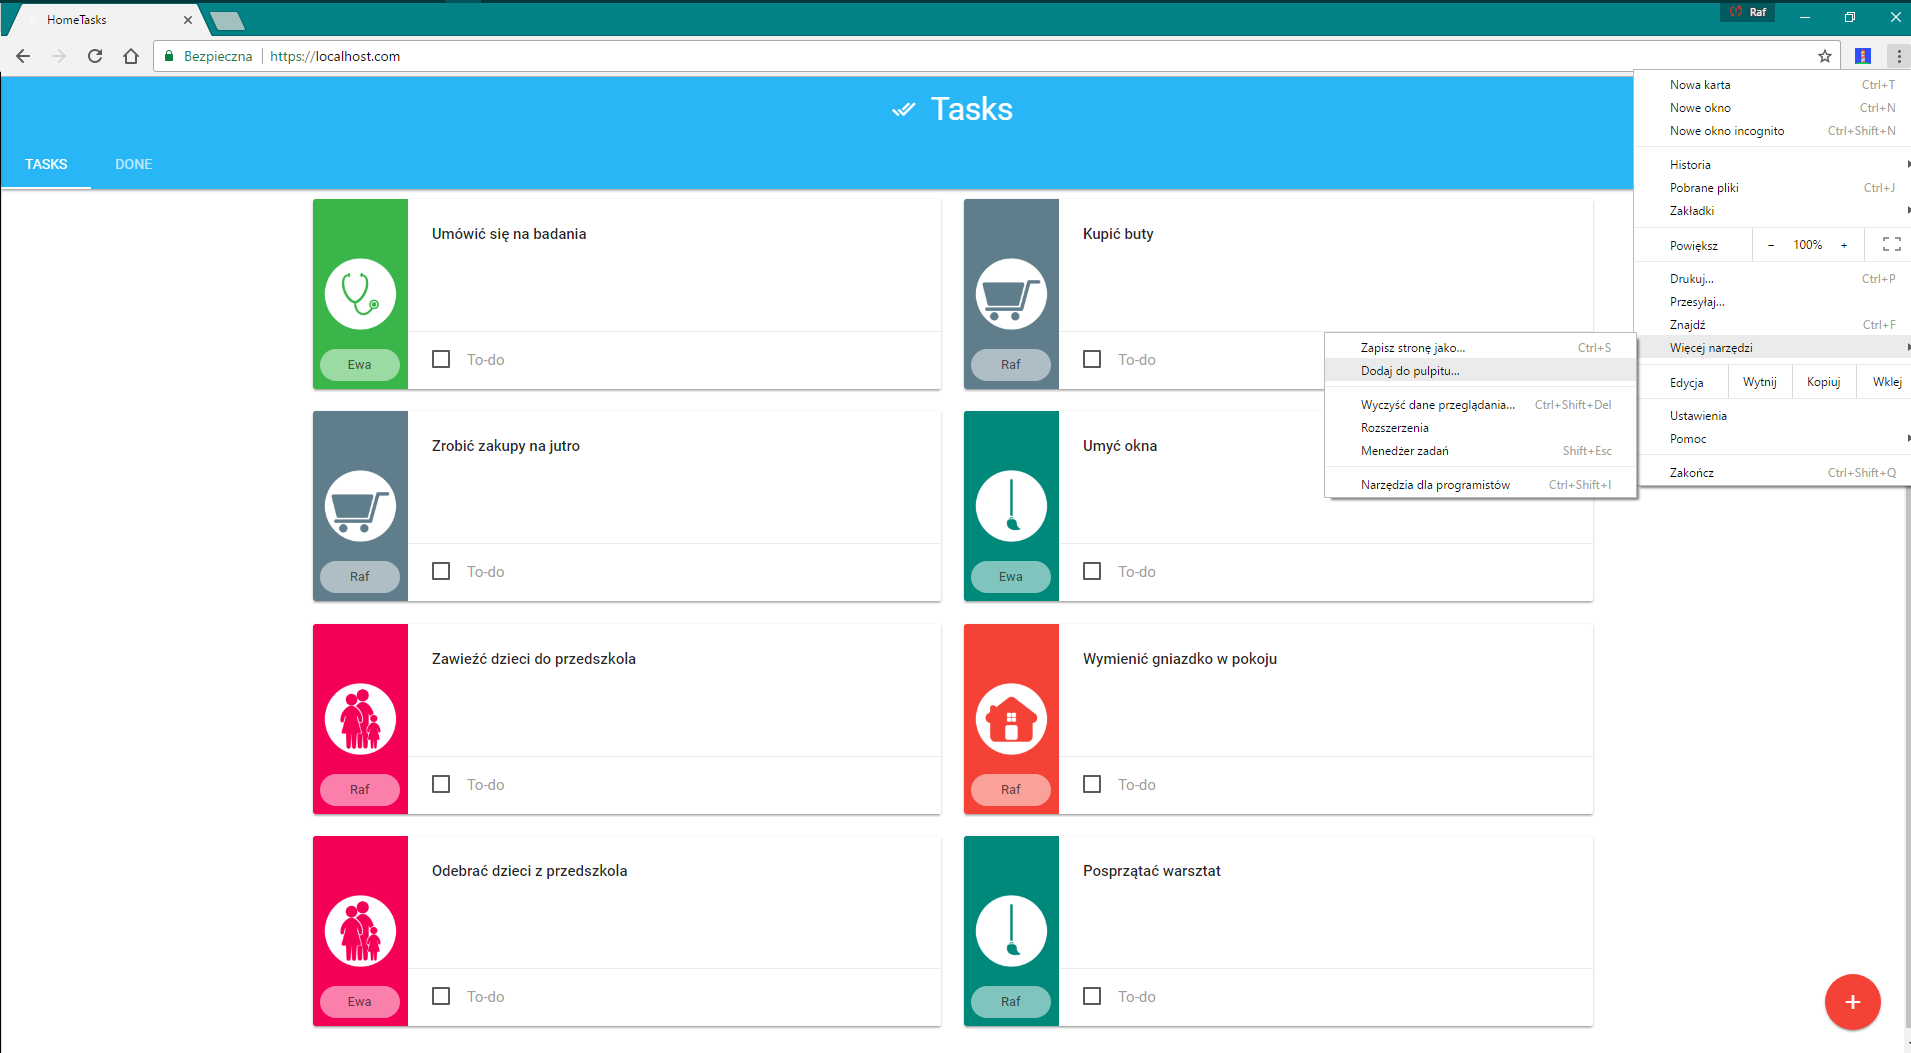 HomeTasks
Raf
Bezpieczna https://localhost.com
Tasks
TASKS DONE
Nowa karta Ctrl+T
Nowe okno Ctrl+N
Nowe okno incognito Ctrl+Shift+N
Historia
Pobrane pliki Ctrl+J
Zakładki
Powiększ - 100% +
Drukuj... Ctrl+P
Przesyłaj...
Znajdź Ctrl+F
Więcej narzędzi
Edycja Wytnij Kopiuj Wklej
Ustawienia
Pomoc
Zakończ Ctrl+Shift+Q
Zapisz stronę jako... Ctrl+S
Dodaj do pulpitu...
Wyczyść dane przeglądania... Ctrl+Shift+Del
Rozszerzenia
Menedżer zadań Shift+Esc
Narzędzia dla programistów Ctrl+Shift+I
Umówić się na badania
Ewa
To-do
Kupić buty
Raf
To-do
Zrobić zakupy na jutro
Raf
To-do
Umyć okna
Ewa
To-do
Zawieźć dzieci do przedszkola
Raf
To-do
Wymienić gniazdko w pokoju
Raf
To-do
Odebrać dzieci z przedszkola
Ewa
To-do
Posprzątać warsztat
Raf
To-do
+